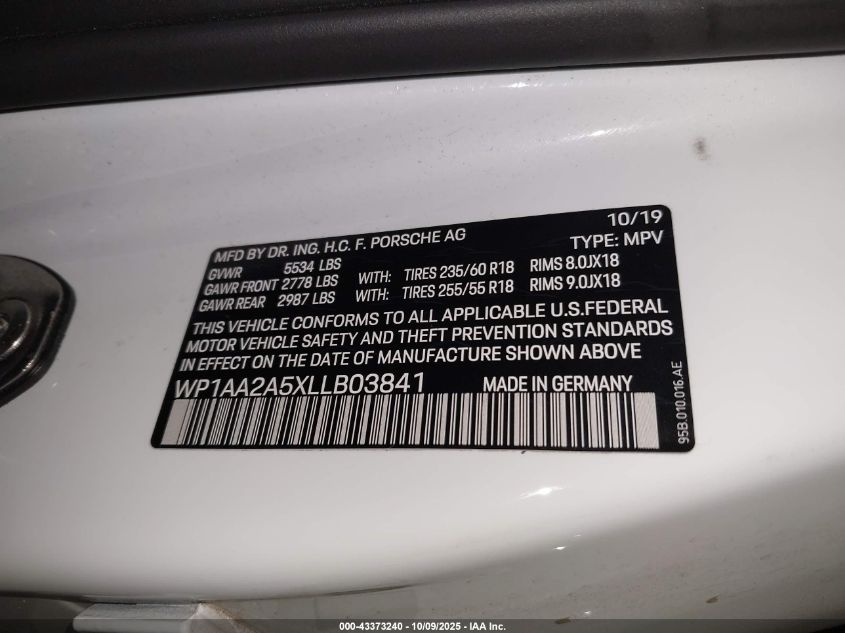 10/19
MFD BY DR. ING. H.C. F. PORSCHE AG TYPE: MPV
GVWR 5534 LBS
GAWR FRONT 2778 LBS WITH: TIRES 235/60 R18 RIMS 8.0JX18
GAWR REAR 2987 LBS WITH: TIRES 255/55 R18 RIMS 9.0JX18
THIS VEHICLE CONFORMS TO ALL APPLICABLE U.S.FEDERAL
MOTOR VEHICLE SAFETY AND THEFT PREVENTION STANDARDS
IN EFFECT ON THE DATE OF MANUFACTURE SHOWN ABOVE
WP1AA2A5XLLB03841 MADE IN GERMANY
95B.010.016.AE
000-43373240 - 10/09/2025 - IAA Inc.